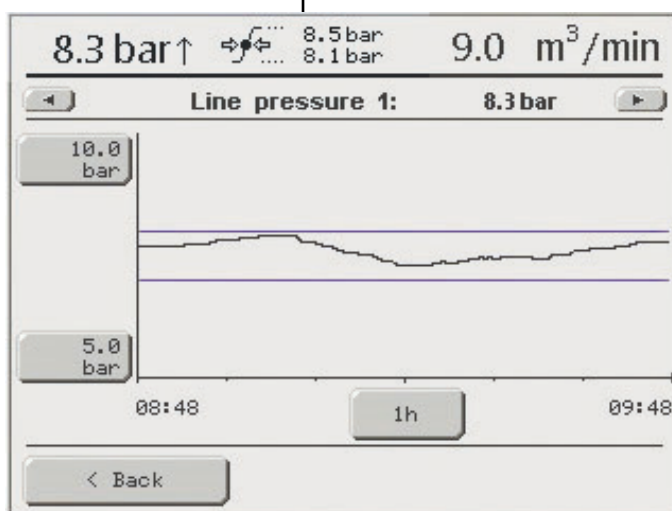 8.3 bar↑ 8.5 bar 9.0 m³/min
8.1 bar
Line pressure 1: 8.3 bar
10.0
bar
5.0
bar
08:48 1h 09:48
< Back